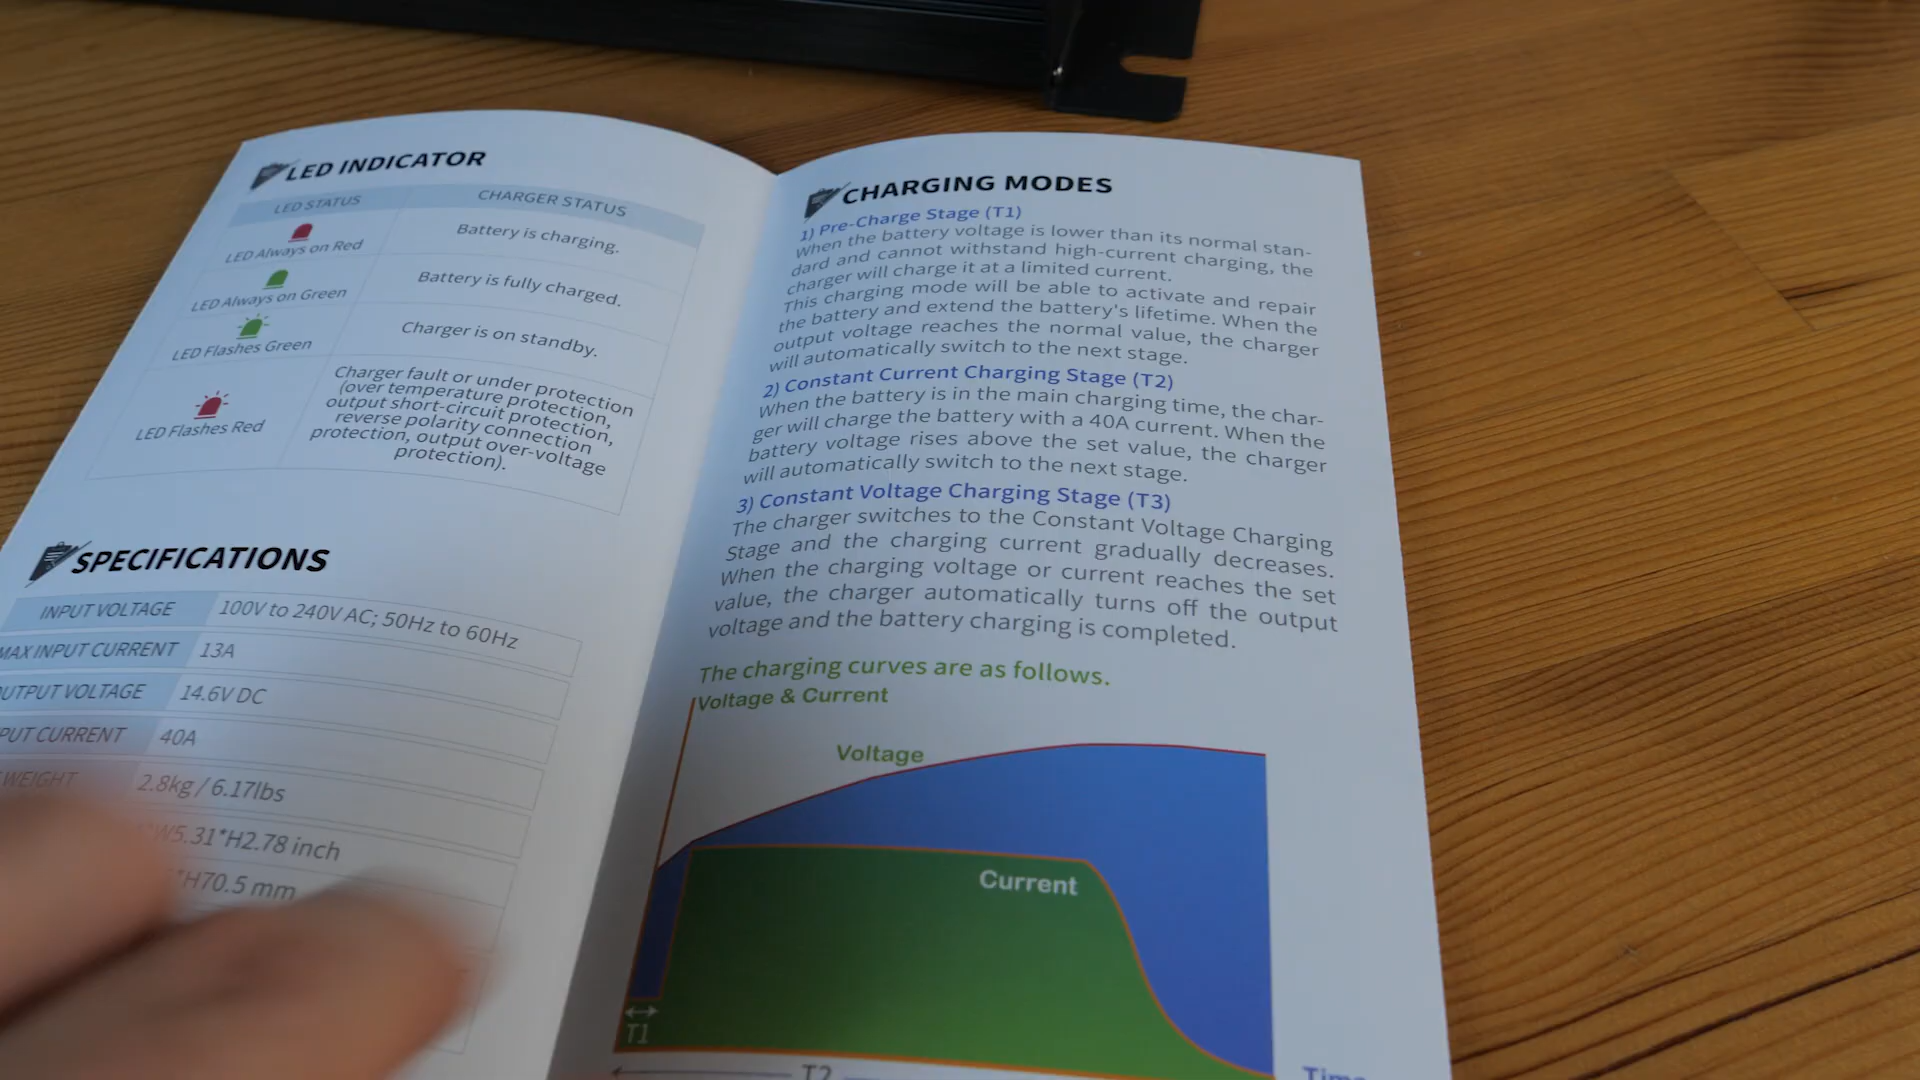 LED INDICATOR
LED STATUS
CHARGER STATUS
LED Always on Red
Battery is charging.
LED Always on Green
Battery is fully charged.
LED Flashes Green
Charger is on standby.
LED Flashes Red
Charger fault or under protection
(over temperature protection,
output short-circuit protection,
reverse polarity connection
protection, output over-voltage
protection).
SPECIFICATIONS
INPUT VOLTAGE
100V to 240V AC; 50Hz to 60Hz
MAX INPUT CURRENT
13A
VOLTAGE
14.6V DC
CURRENT
40A
WEIGHT
2.8kg / 6.17lbs
W5.31*H2.78 inch
*H70.5 mm
CHARGING MODES
1) Pre-Charge Stage (T1)
When the battery voltage is lower than its normal stan-
dard and cannot withstand high-current charging, the
charger will charge it at a limited current.
This charging mode will be able to activate and repair
the battery and extend the battery's lifetime. When the
output voltage reaches the normal value, the charger
will automatically switch to the next stage.
2) Constant Current Charging Stage (T2)
When the battery is in the main charging time, the char-
ger will charge the battery with a 40A current. When the
battery voltage rises above the set value, the charger
will automatically switch to the next stage.
3) Constant Voltage Charging Stage (T3)
The charger switches to the Constant Voltage Charging
Stage and the charging current gradually decreases.
When the charging voltage or current reaches the set
value, the charger automatically turns off the output
voltage and the battery charging is completed.
The charging curves are as follows.
Voltage & Current
Voltage
Current
T1
T2
Time